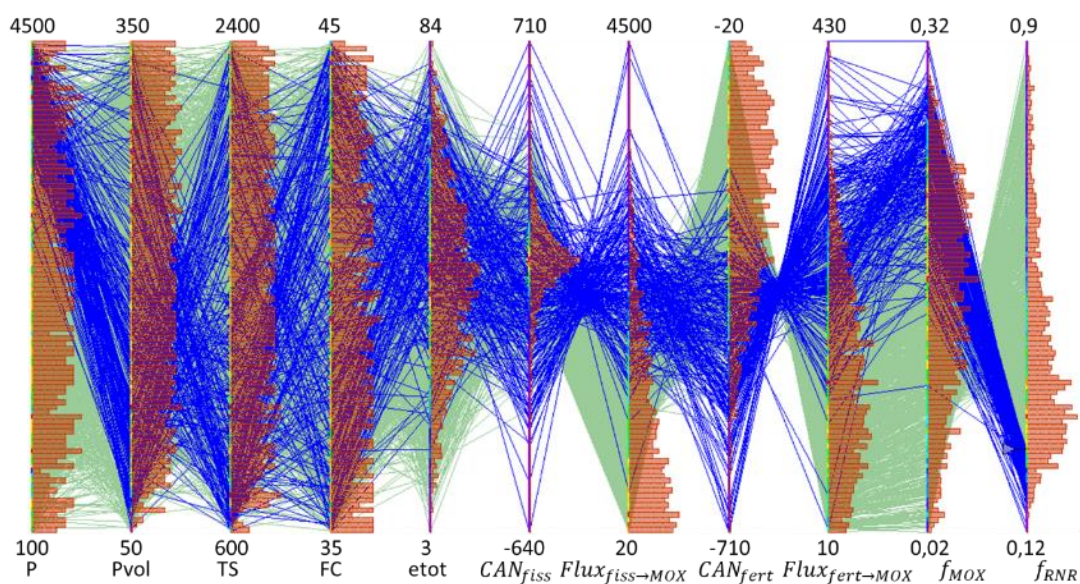 4500 350 2400 45 84 710 4500 -20 430 0,32 0,9
100 50 600 35 3 -640 20 -710 10 0,02 0,12
P Pvol TS FC etot CAN_fiss Flux_fiss→MOX CAN_fert Flux_fert→MOX f_MOX f_RNR